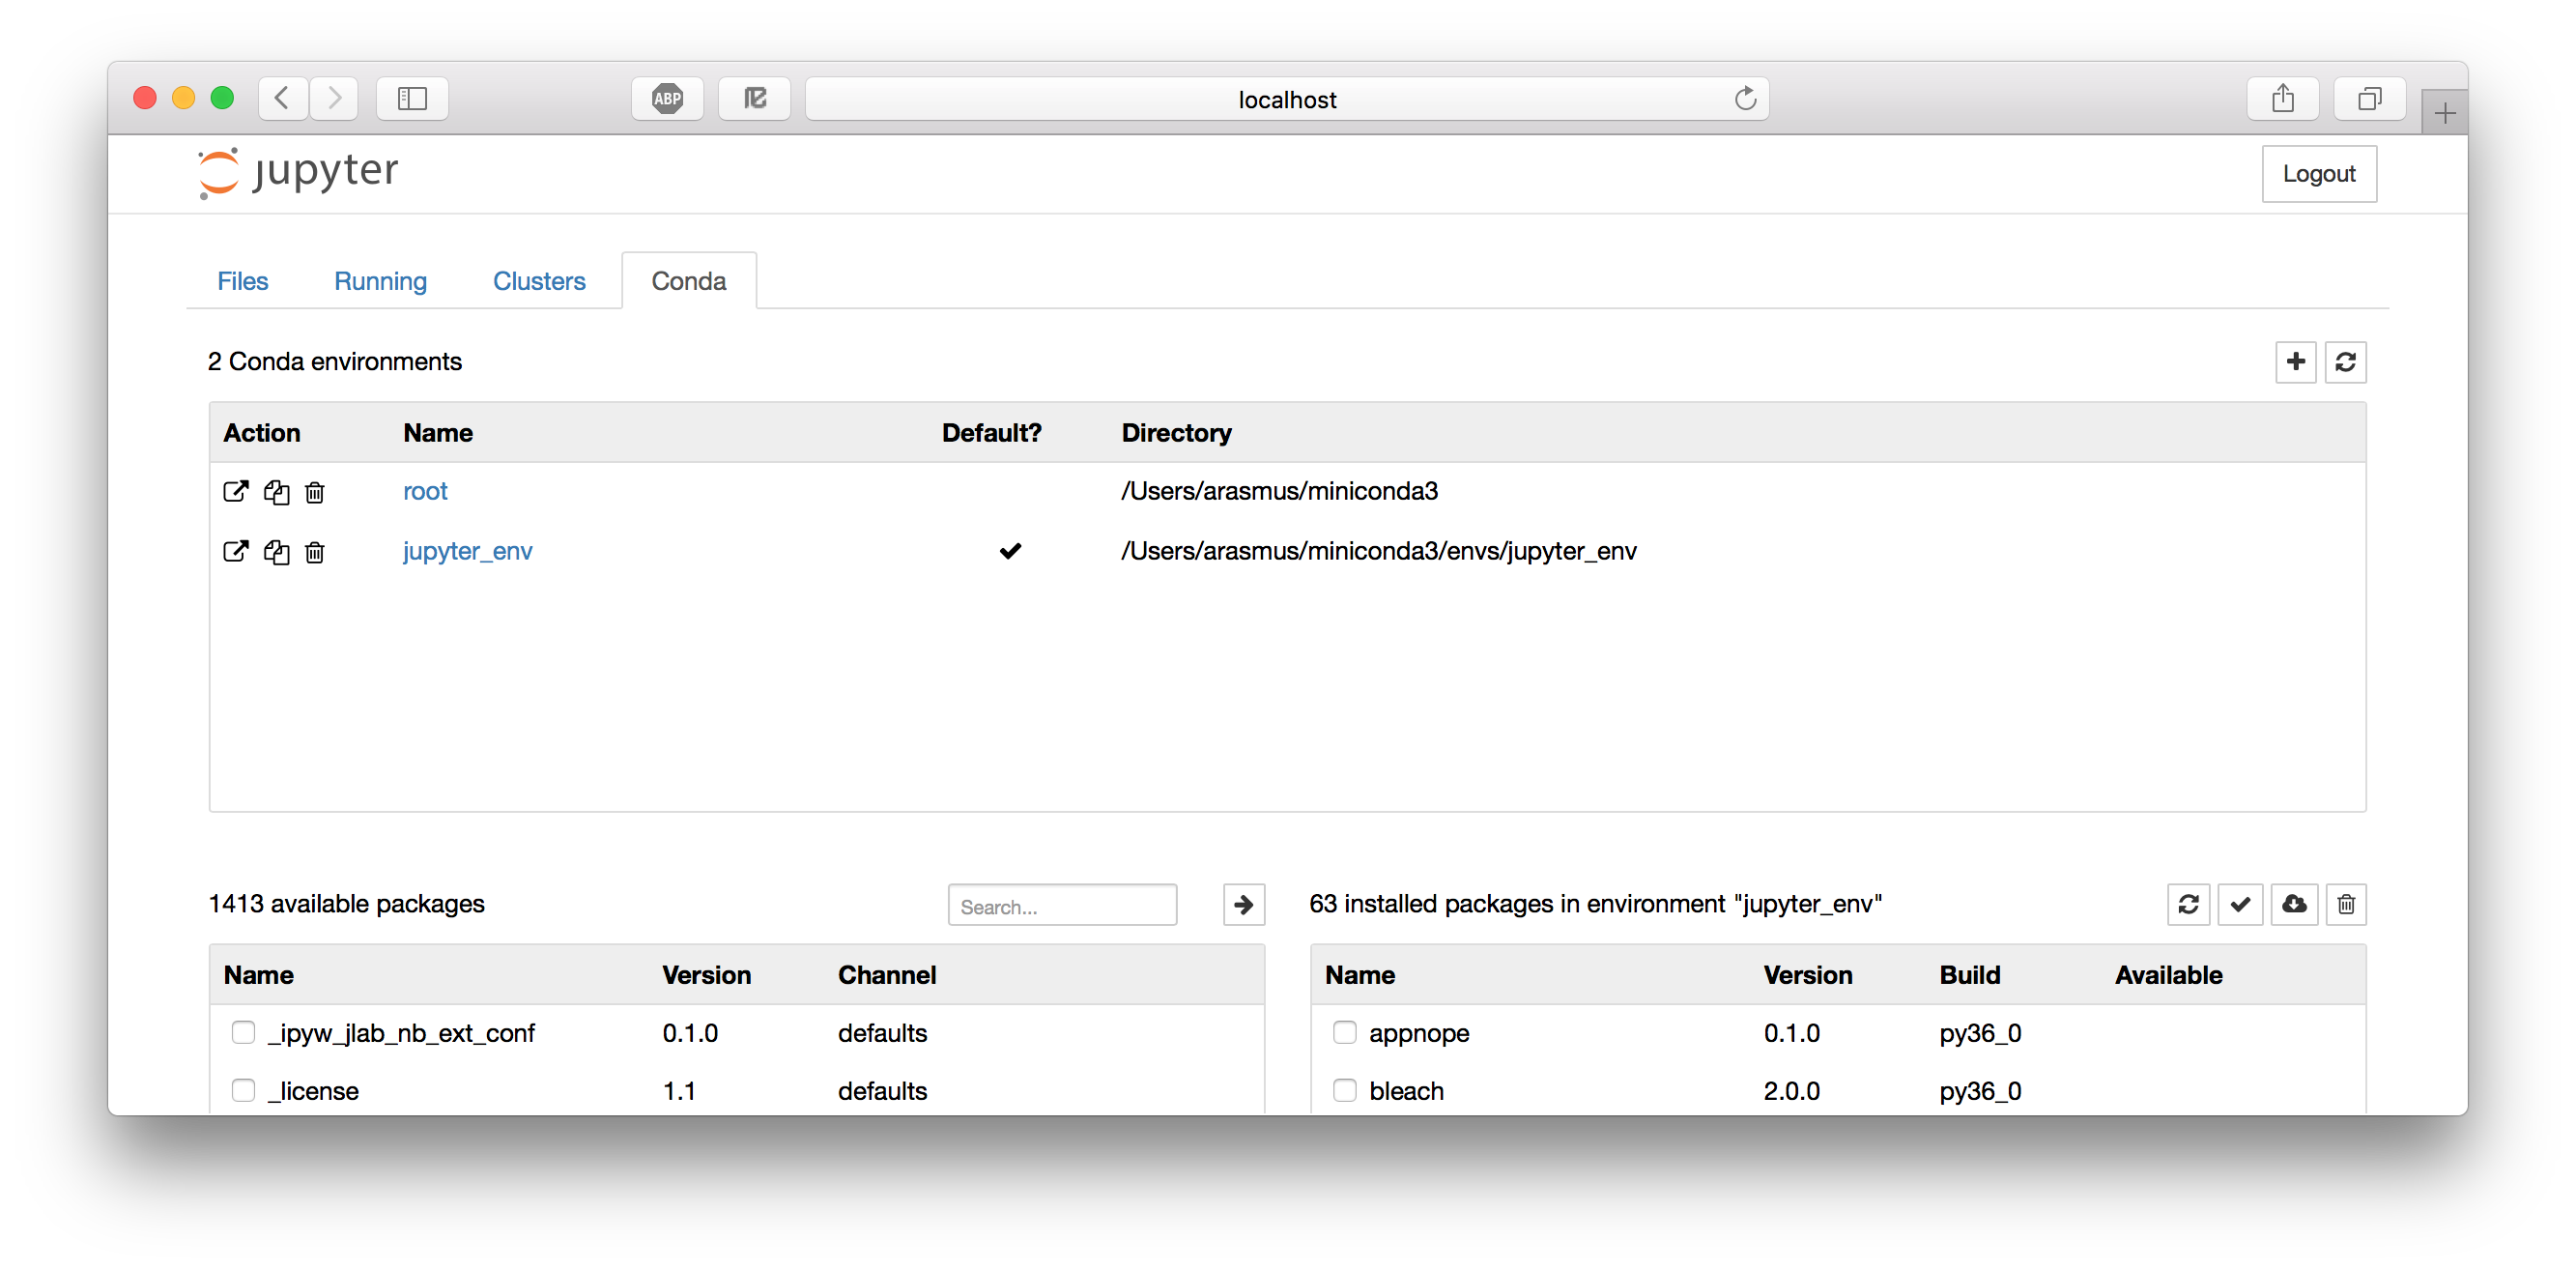 ABP
localhost
jupyter
Logout
Files Running Clusters Conda
2 Conda environments
Action Name Default? Directory
root /Users/arasmus/miniconda3
jupyter_env /Users/arasmus/miniconda3/envs/jupyter_env
1413 available packages Search... 63 installed packages in environment "jupyter_env"
Name Version Channel Name Version Build Available
_ipyw_jlab_nb_ext_conf 0.1.0 defaults appnope 0.1.0 py36_0
_license 1.1 defaults bleach 2.0.0 py36_0